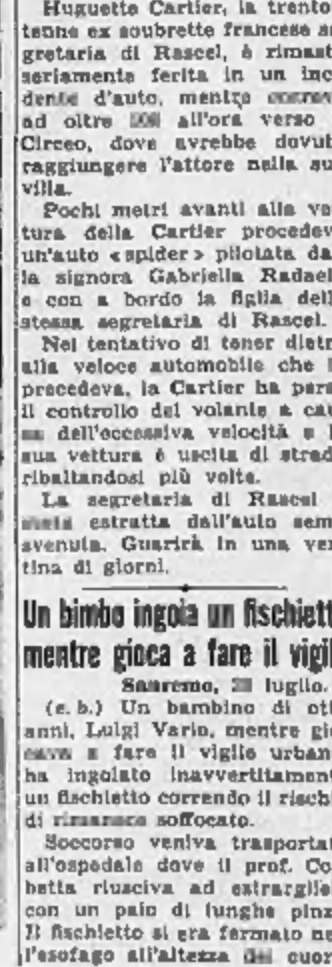 Huguette Cartier, la trento
tenne ex soubrette francese se
gretaria di Rascel, è rimast
seriamente ferita in un inc
dente d'auto, mentre
ad oltre all'ora verso
Circeo, dove avrebbe dovut
raggiungere l'attore nella su
villa.
Pochi metri avanti alla ve
tura della Cartier procedev
un'auto «spider» pilotata da
la signora Gabriella Radael
e con a bordo la figlia dell
stessa segretaria di Rascel.
Nel tentativo di tener dietr
alla veloce automobile che l
precedeva, la Cartier ha pers
il controllo del volante a cau
sa dell'eccessiva velocità e l
sua vettura è uscita di strad
ribaltandosi più volte.
La segretaria di Rascel
estratta dall'auto sem
svenuta. Guarirà in una ven
tina di giorni.
Un bimbo ingoia un fischiett
mentre gioca a fare il vigil
Sanremo, luglio.
(e. b.) Un bambino di ott
anni, Luigi Vario, mentre gio
cava a fare il vigile urban
ha ingoiato inavvertitament
un fischietto correndo il rischi
di rimanere soffocato.
Soccorso veniva trasportat
all'ospedale dove il prof. Co
betta riusciva ad estrarglie
con un paio di lunghe pinz
Il fischietto si era fermato ne
l'esofago all'altezza del cuor